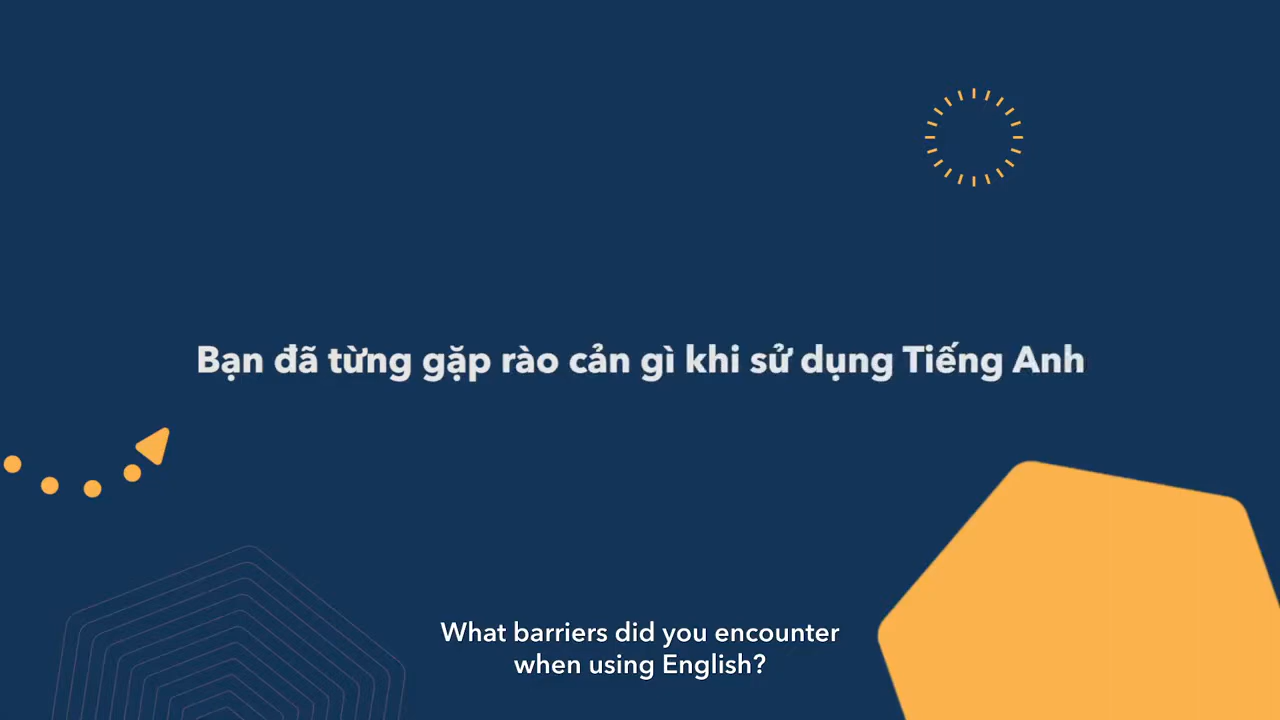 Bạn đã từng gặp rào cản gì khi sử dụng Tiếng Anh
What barriers did you encounter
when using English?